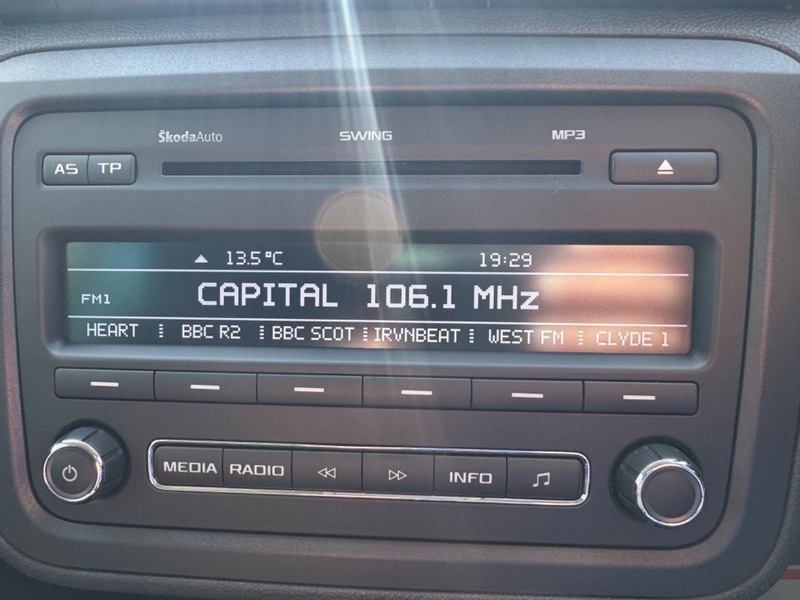 ŠkodaAuto SWING MP3
AS TP
13.5°C 19:29
FM1 CAPITAL 106.1 MHz
HEART BBC R2 BBC SCOT IRVNBEAT WEST FM CLYDE 1
MEDIA RADIO INFO